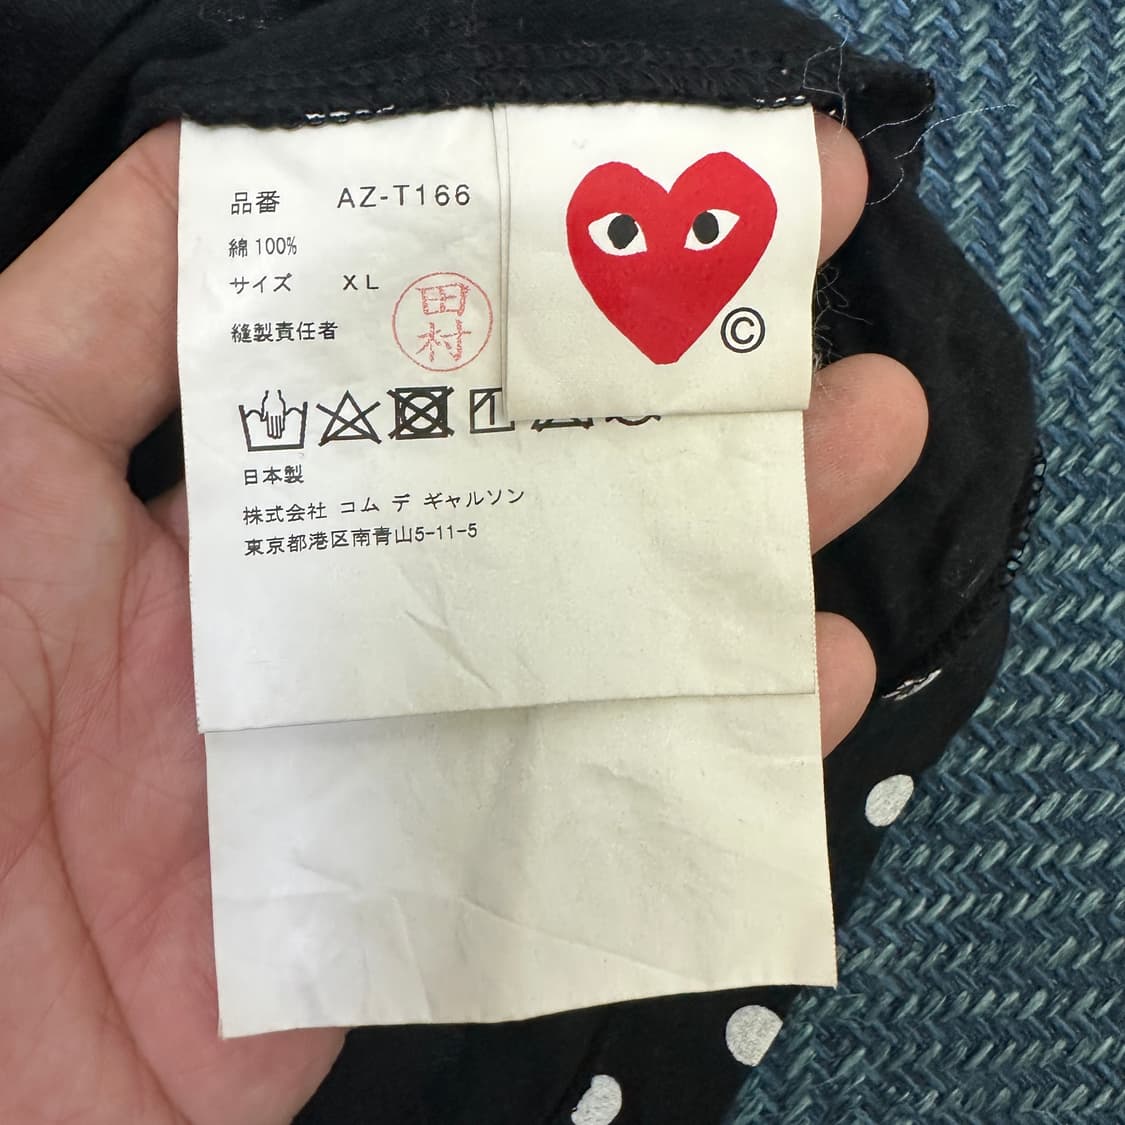 品番 AZ-T166
綿 100%
サイズ XL
縫製責任者
田村
日本製
株式会社 コム デ ギャルソン
東京都港区南青山5-11-5
©